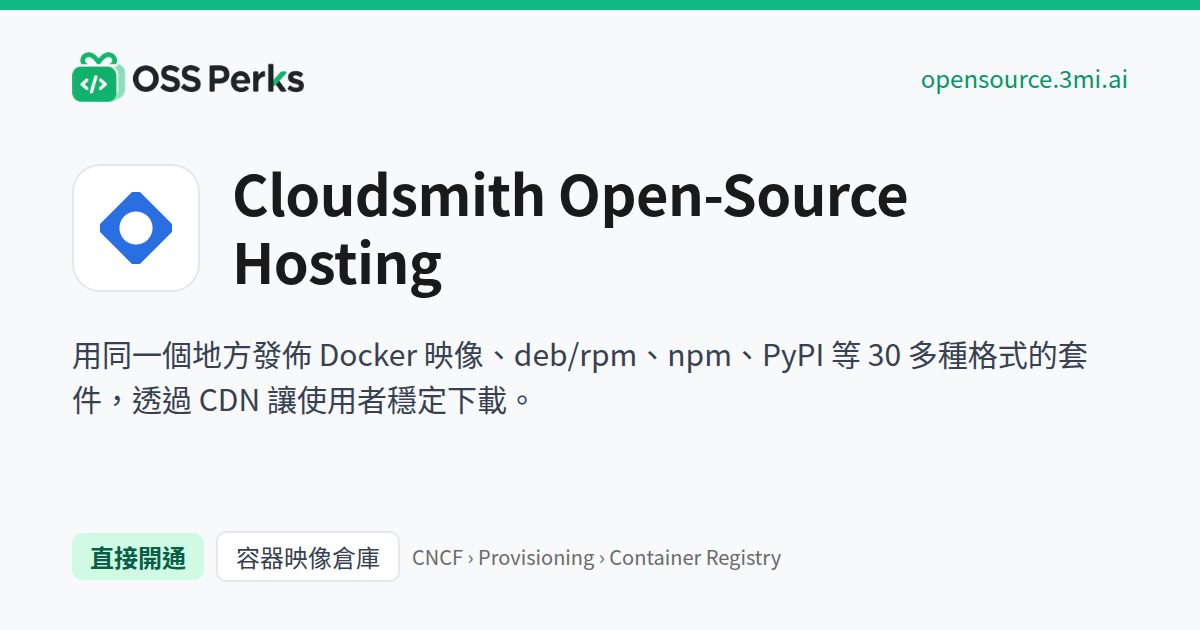 OSS Perks
opensource.3mi.ai
Cloudsmith Open-Source
Hosting
用同一個地方發佈 Docker 映像、deb/rpm、npm、PyPI 等 30 多種格式的套
件，透過 CDN 讓使用者穩定下載。
直接開通
容器映像倉庫
CNCF › Provisioning › Container Registry